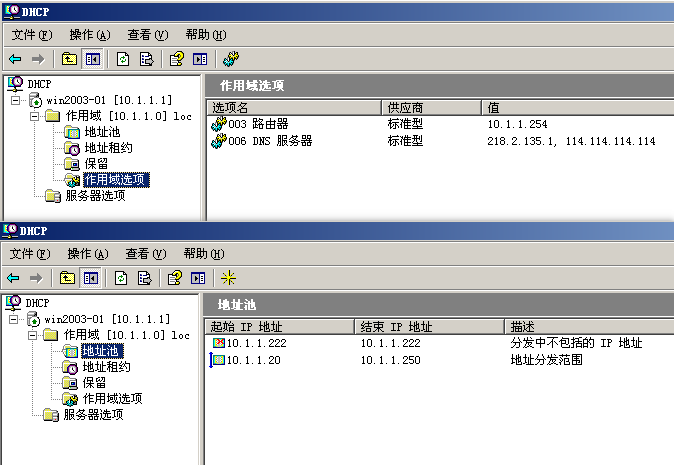 DHCP
文件(F) 操作(A) 查看(V) 帮助(H)
DHCP
win2003-01 [10.1.1.1]
作用域 [10.1.1.0] loc
地址池
地址租约
保留
作用域选项
服务器选项
作用域选项
选项名 供应商 值
003 路由器 标准型 10.1.1.254
006 DNS 服务器 标准型 218.2.135.1, 114.114.114.114
DHCP
文件(F) 操作(A) 查看(V) 帮助(H)
DHCP
win2003-01 [10.1.1.1]
作用域 [10.1.1.0] loc
地址池
地址租约
保留
作用域选项
服务器选项
地址池
起始 IP 地址 结束 IP 地址 描述
10.1.1.222 10.1.1.222 分发中不包括的 IP 地址
10.1.1.20 10.1.1.250 地址分发范围